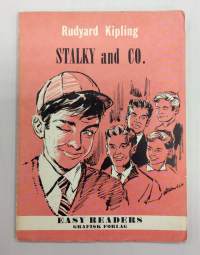 Rudyard Kipling
STALKY and CO.
EASY READERS
GRAFISK FORLAG